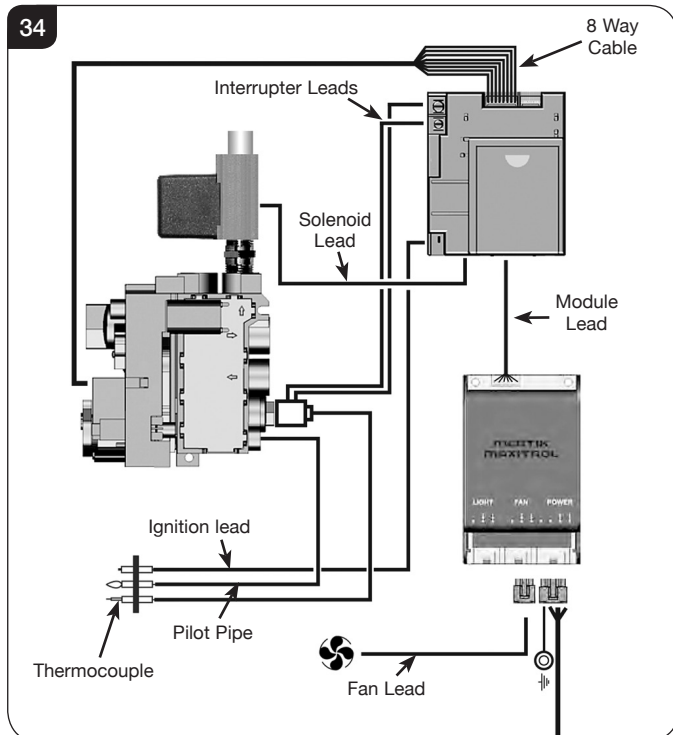 34
8 Way
Cable
Interrupter Leads
Solenoid
Lead
Module
Lead
MERTIK
MAXITROL
LIGHT FAN POWER
Ignition lead
Pilot Pipe
Thermocouple
Fan Lead